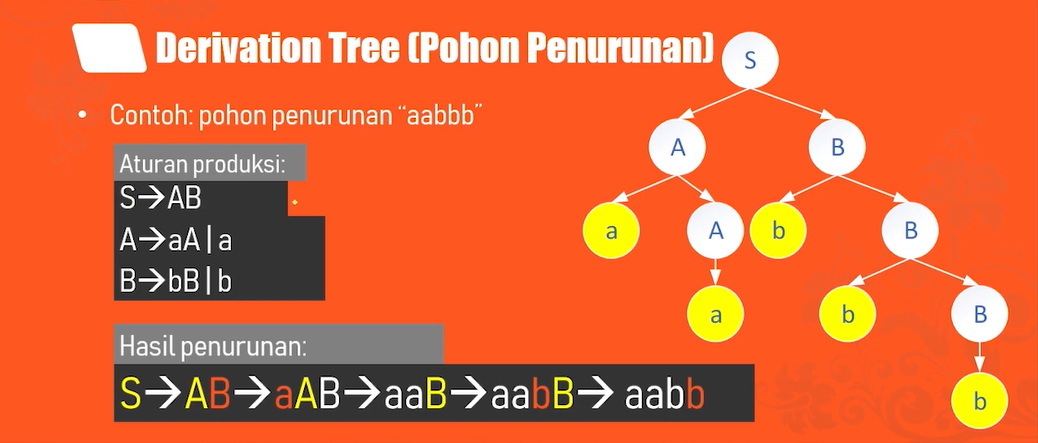 Derivation Tree (Pohon Penurunan)
• Contoh: pohon penurunan “aabbb”
Aturan produksi:
S→AB
A→aA|a
B→bB|b
Hasil penurunan:
S→AB→aAB→aaB→aabB→ aabb
S
A B
a A b B
a b B
b